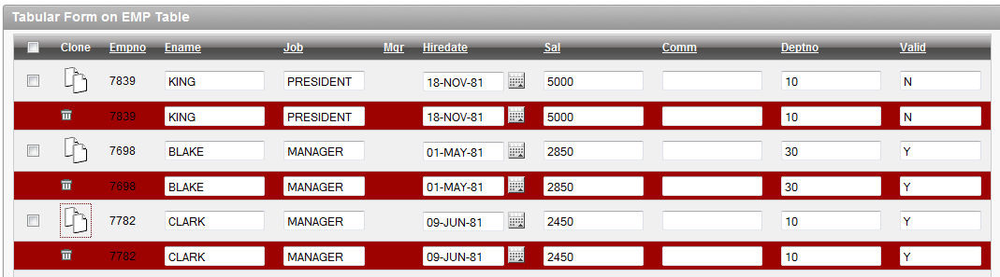 Tabular Form on EMP Table
Clone Empno Ename Job Mgr Hiredate Sal Comm Deptno Valid
7839 KING PRESIDENT 18-NOV-81 5000 10 N
7839 KING PRESIDENT 18-NOV-81 5000 10 N
7698 BLAKE MANAGER 01-MAY-81 2850 30 Y
7698 BLAKE MANAGER 01-MAY-81 2850 30 Y
7782 CLARK MANAGER 09-JUN-81 2450 10 Y
7782 CLARK MANAGER 09-JUN-81 2450 10 Y